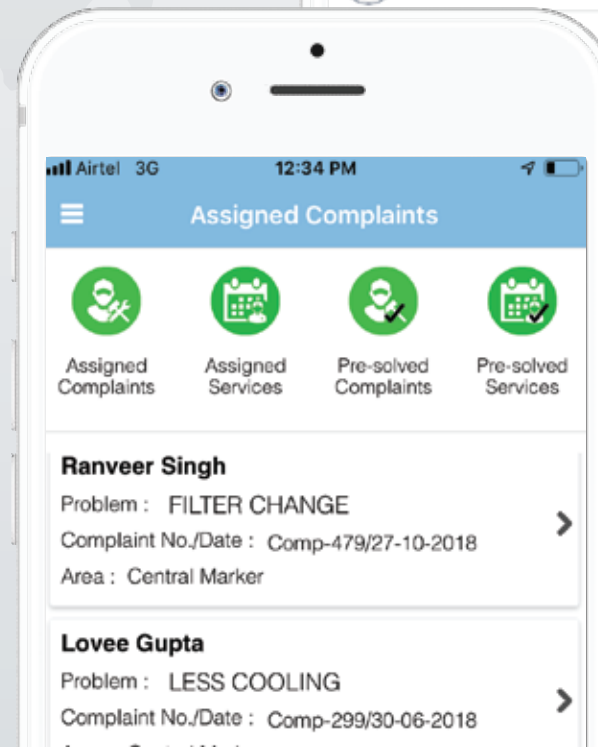 Airtel 3G 12:34 PM
Assigned Complaints
Assigned Complaints
Assigned Services
Pre-solved Complaints
Pre-solved Services
Ranveer Singh
Problem : FILTER CHANGE
Complaint No./Date : Comp-479/27-10-2018
Area : Central Marker
Lovee Gupta
Problem : LESS COOLING
Complaint No./Date : Comp-299/30-06-2018